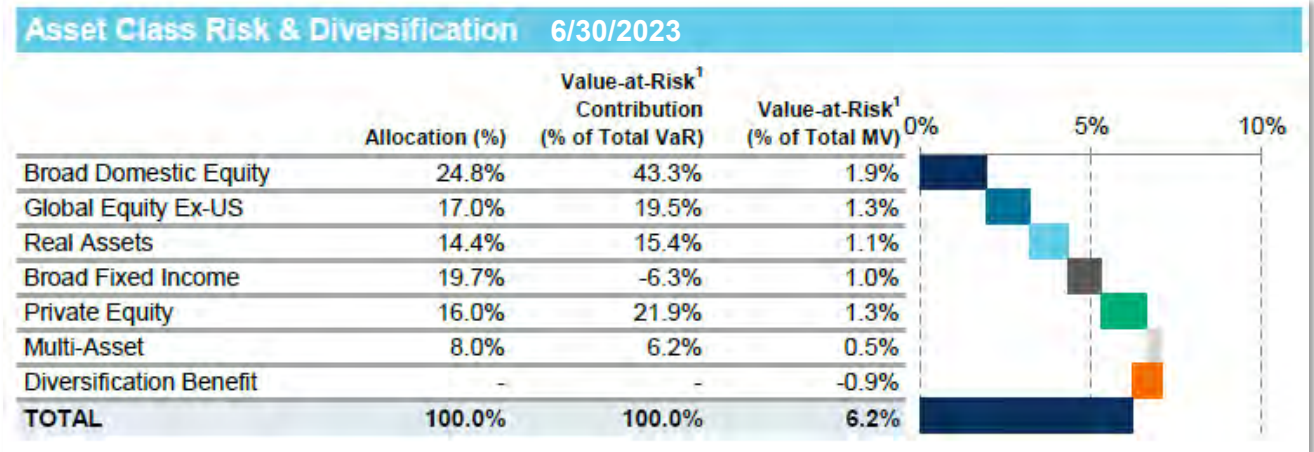 Asset Class Risk & Diversification 6/30/2023
Value-at-Risk1
Contribution Value-at-Risk1
Allocation (%) (% of Total VaR) (% of Total MV) 0% 5% 10%
Broad Domestic Equity 24.8% 43.3% 1.9%
Global Equity Ex-US 17.0% 19.5% 1.3%
Real Assets 14.4% 15.4% 1.1%
Broad Fixed Income 19.7% -6.3% 1.0%
Private Equity 16.0% 21.9% 1.3%
Multi-Asset 8.0% 6.2% 0.5%
Diversification Benefit - - -0.9%
TOTAL 100.0% 100.0% 6.2%